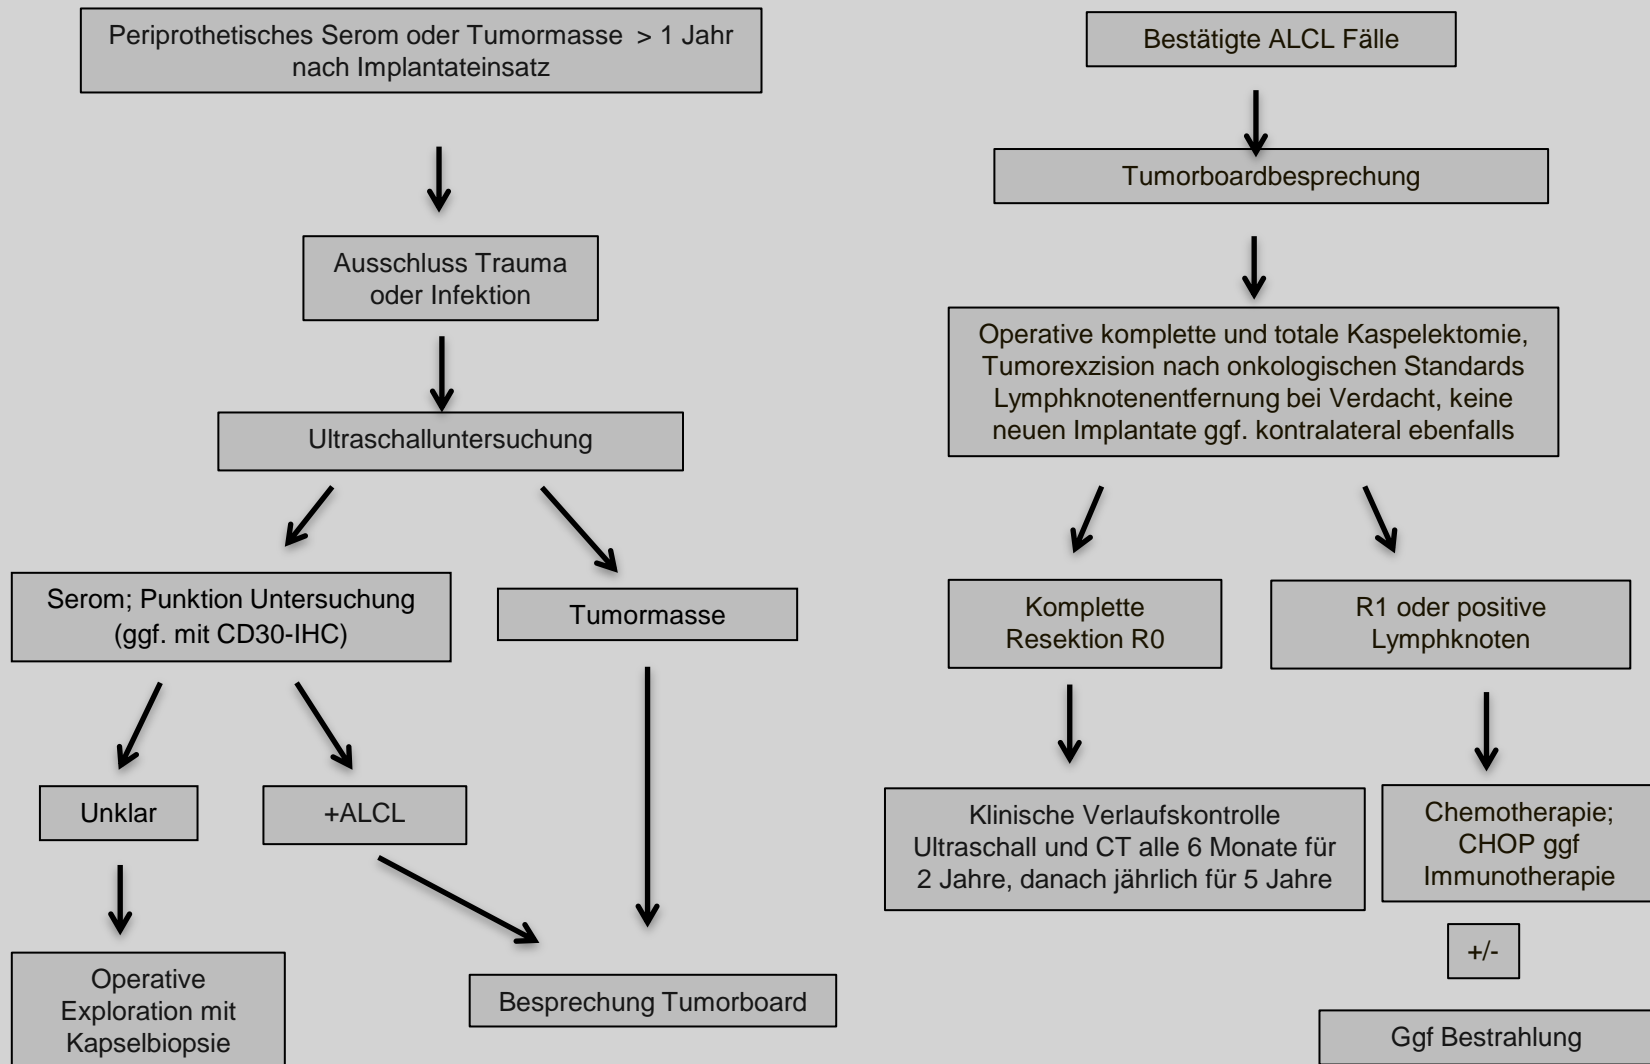 Periprothetisches Serom oder Tumormasse > 1 Jahr
nach Implantateinsatz
Ausschluss Trauma
oder Infektion
Ultraschalluntersuchung
Serom; Punktion Untersuchung
(ggf. mit CD30-IHC)
Tumormasse
Unklar
+ALCL
Operative
Exploration mit
Kapselbiopsie
Besprechung Tumorboard
Bestätigte ALCL Fälle
Tumorboardbesprechung
Operative komplette und totale Kaspelektomie,
Tumorexzision nach onkologischen Standards
Lymphknotenentfernung bei Verdacht, keine
neuen Implantate ggf. kontralateral ebenfalls
Komplette
Resektion R0
R1 oder positive
Lymphknoten
Klinische Verlaufskontrolle
Ultraschall und CT alle 6 Monate für
2 Jahre, danach jährlich für 5 Jahre
Chemotherapie;
CHOP ggf
Immunotherapie
+/-
Ggf Bestrahlung